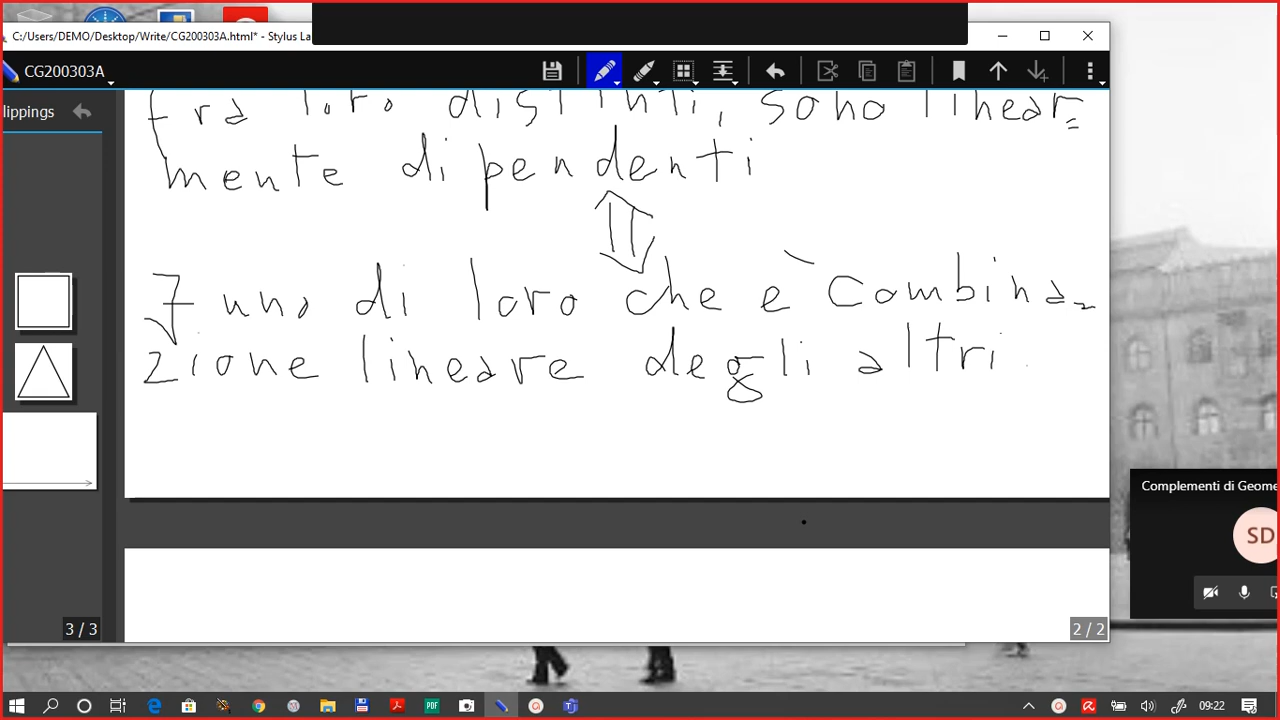 C:/Users/DEMO/Desktop/Write/CG200303A.html* - Stylus La
CG200303A
lippings
fra loro distinti, sono linear=
mente dipendenti
⇕
∃ uno di loro che è combina-
zione lineare degli altri
Complementi di Geome
SD
3 / 3
2 / 2
09:22